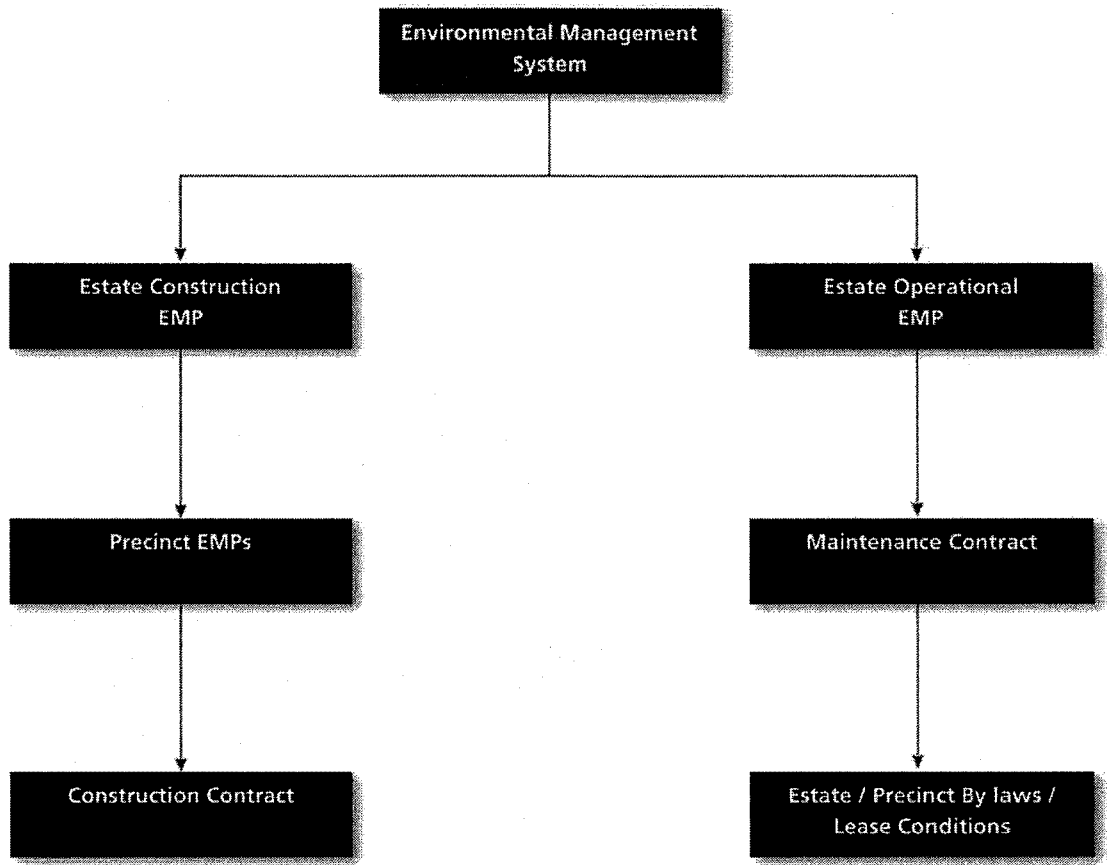 Environmental Management
System
Estate Construction
EMP
Estate Operational
EMP
Precinct EMPs
Maintenance Contract
Construction Contract
Estate / Precinct By laws /
Lease Conditions